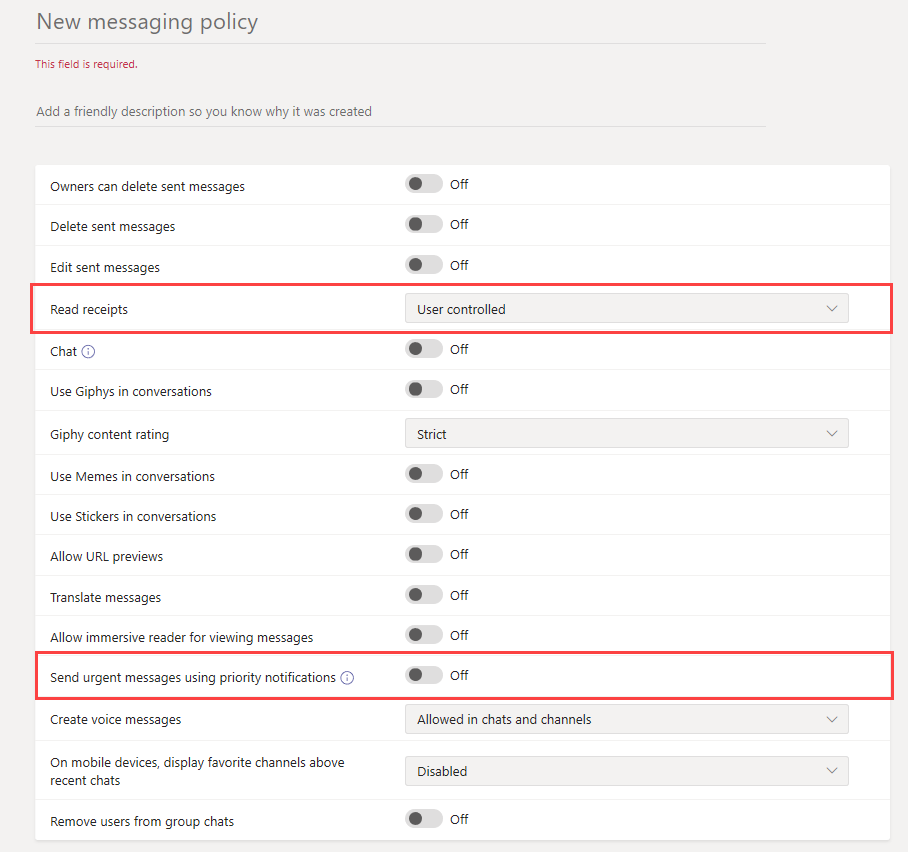 New messaging policy
This field is required.
Add a friendly description so you know why it was created
Owners can delete sent messages Off
Delete sent messages Off
Edit sent messages Off
Read receipts User controlled
Chat Off
Use Giphys in conversations Off
Giphy content rating Strict
Use Memes in conversations Off
Use Stickers in conversations Off
Allow URL previews Off
Translate messages Off
Allow immersive reader for viewing messages Off
Send urgent messages using priority notifications Off
Create voice messages Allowed in chats and channels
On mobile devices, display favorite channels above
recent chats Disabled
Remove users from group chats Off